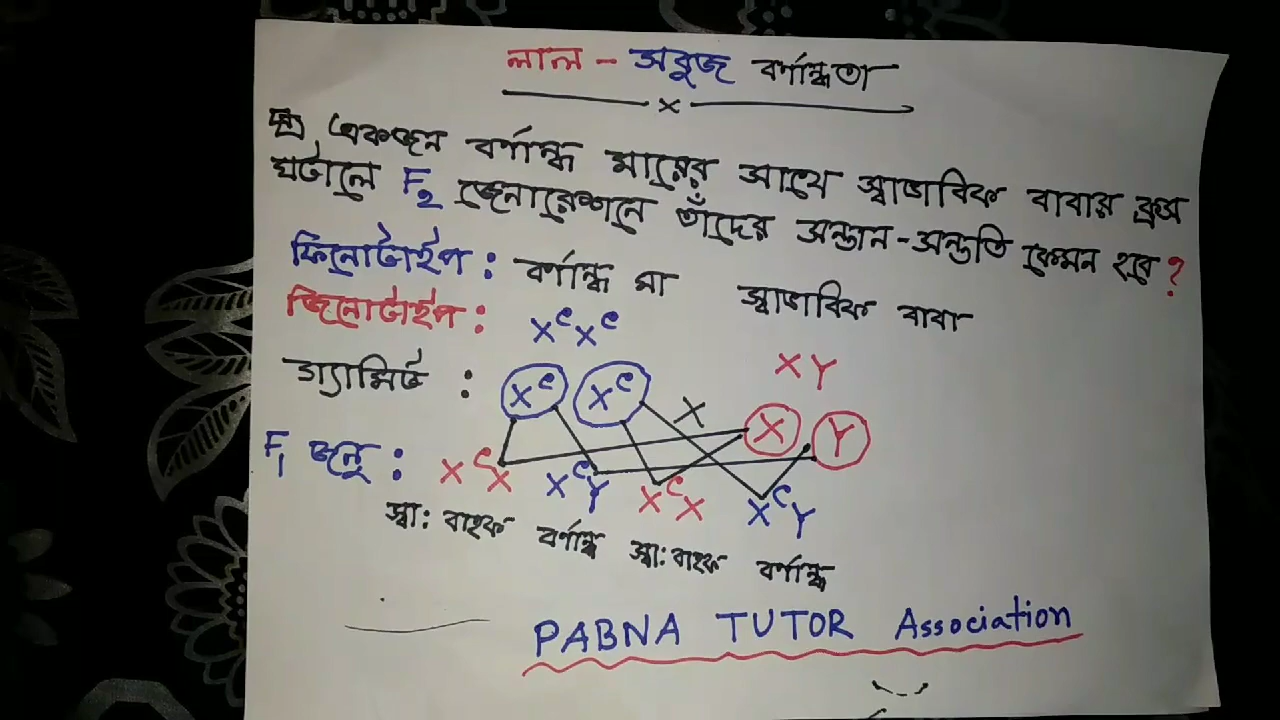 লাল - সবুজ বর্ণান্ধতা
x
প্রঃ একজন বর্ণান্ধ মায়ের সাথে স্বাভাবিক বাবার ক্রস
ঘটালে F2 জেনারেশনে তাঁদের সন্তান-সন্ততি কেমন হবে?
ফিনোটাইপ : বর্ণান্ধ মা স্বাভাবিক বাবা
জিনোটাইপ : XᶜXᶜ XY
গ্যামিট : Xᶜ Xᶜ X X Y
F1 জনু : XᶜX XᶜY XᶜX XᶜY
স্বা: বাহক বর্ণান্ধ স্বা: বাহক বর্ণান্ধ
PABNA TUTOR Association